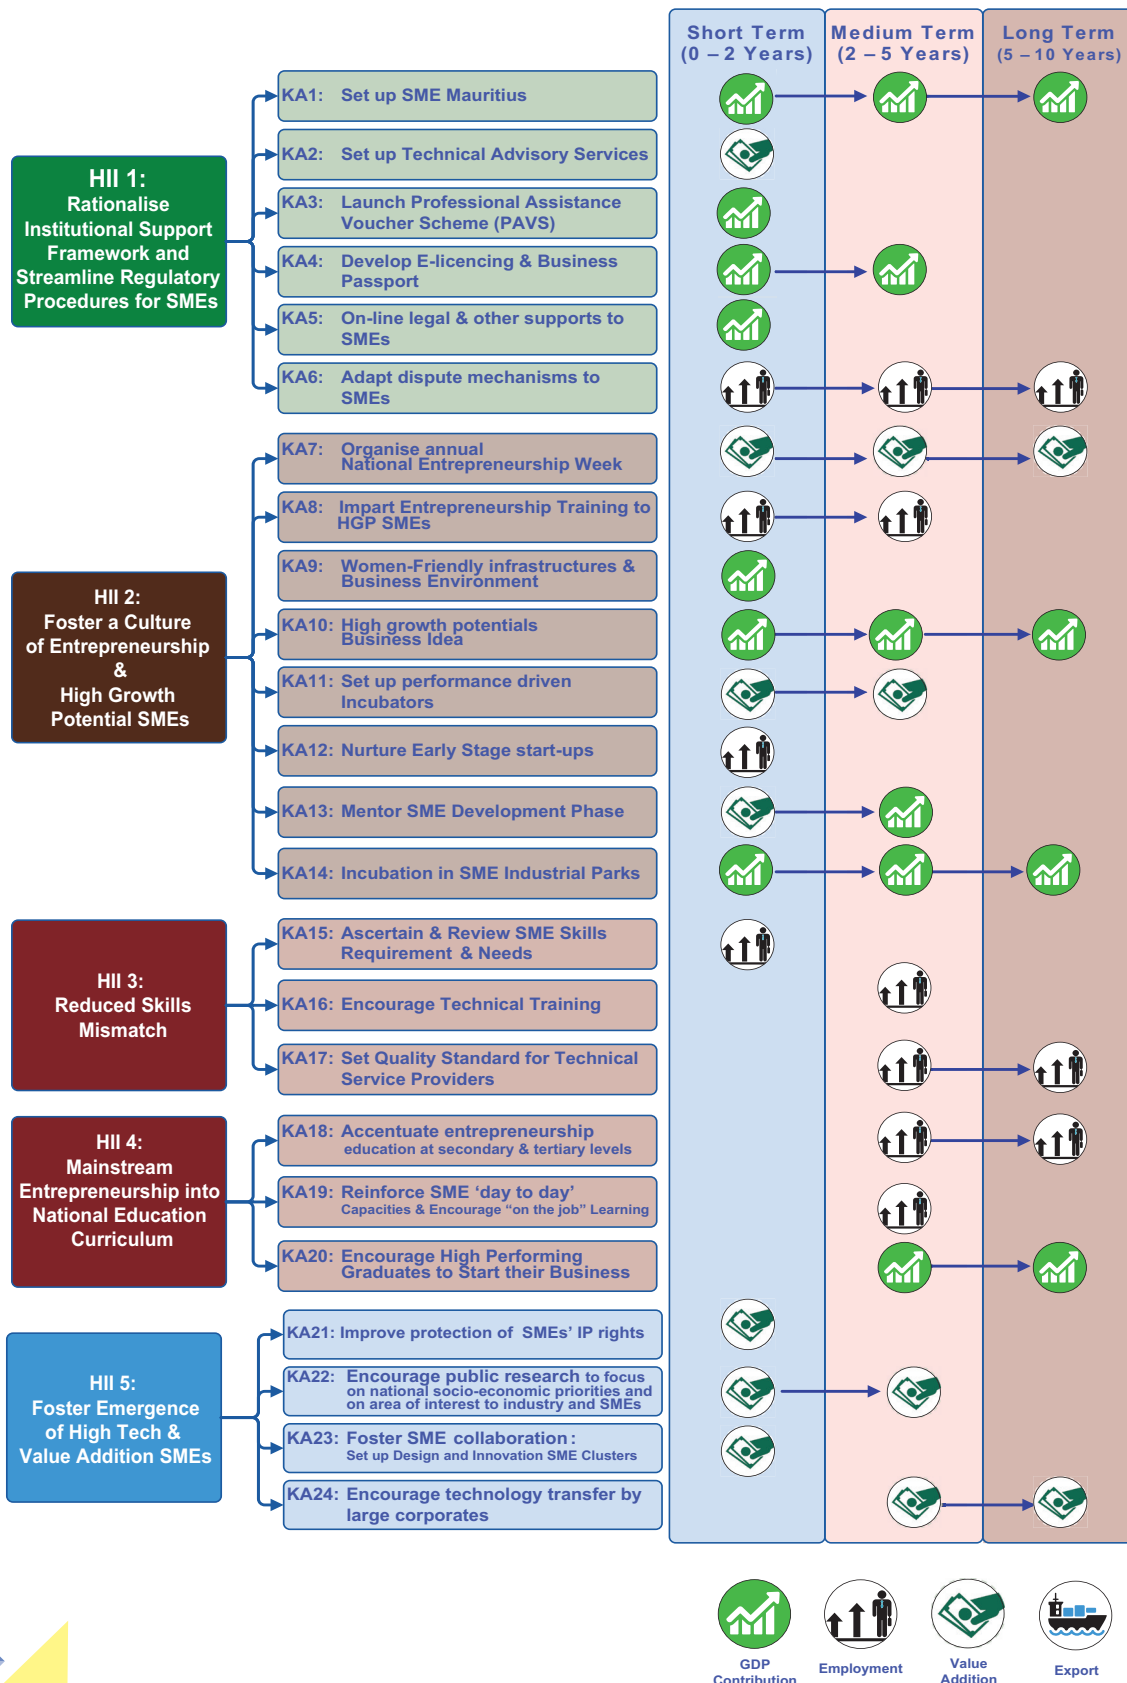 Short Term
(0 – 2 Years)
Medium Term
(2 – 5 Years)
Long Term
(5 – 10 Years)
HII 1:
Rationalise
Institutional Support
Framework and
Streamline Regulatory
Procedures for SMEs
KA1: Set up SME Mauritius
KA2: Set up Technical Advisory Services
KA3: Launch Professional Assistance
Voucher Scheme (PAVS)
KA4: Develop E-licencing & Business
Passport
KA5: On-line legal & other supports to
SMEs
KA6: Adapt dispute mechanisms to
SMEs
HII 2:
Foster a Culture
of Entrepreneurship
&
High Growth
Potential SMEs
KA7: Organise annual
National Entrepreneurship Week
KA8: Impart Entrepreneurship Training to
HGP SMEs
KA9: Women-Friendly infrastructures &
Business Environment
KA10: High growth potentials
Business Idea
KA11: Set up performance driven
Incubators
KA12: Nurture Early Stage start-ups
KA13: Mentor SME Development Phase
KA14: Incubation in SME Industrial Parks
HII 3:
Reduced Skills
Mismatch
KA15: Ascertain & Review SME Skills
Requirement & Needs
KA16: Encourage Technical Training
KA17: Set Quality Standard for Technical
Service Providers
HII 4:
Mainstream
Entrepreneurship into
National Education
Curriculum
KA18: Accentuate entrepreneurship
education at secondary & tertiary levels
KA19: Reinforce SME ‘day to day’
Capacities & Encourage “on the job” Learning
KA20: Encourage High Performing
Graduates to Start their Business
HII 5:
Foster Emergence
of High Tech &
Value Addition SMEs
KA21: Improve protection of SMEs’ IP rights
KA22: Encourage public research to focus
on national socio-economic priorities and
on area of interest to industry and SMEs
KA23: Foster SME collaboration :
Set up Design and Innovation SME Clusters
KA24: Encourage technology transfer by
large corporates
GDP
Contribution
Employment
Value
Addition
Export